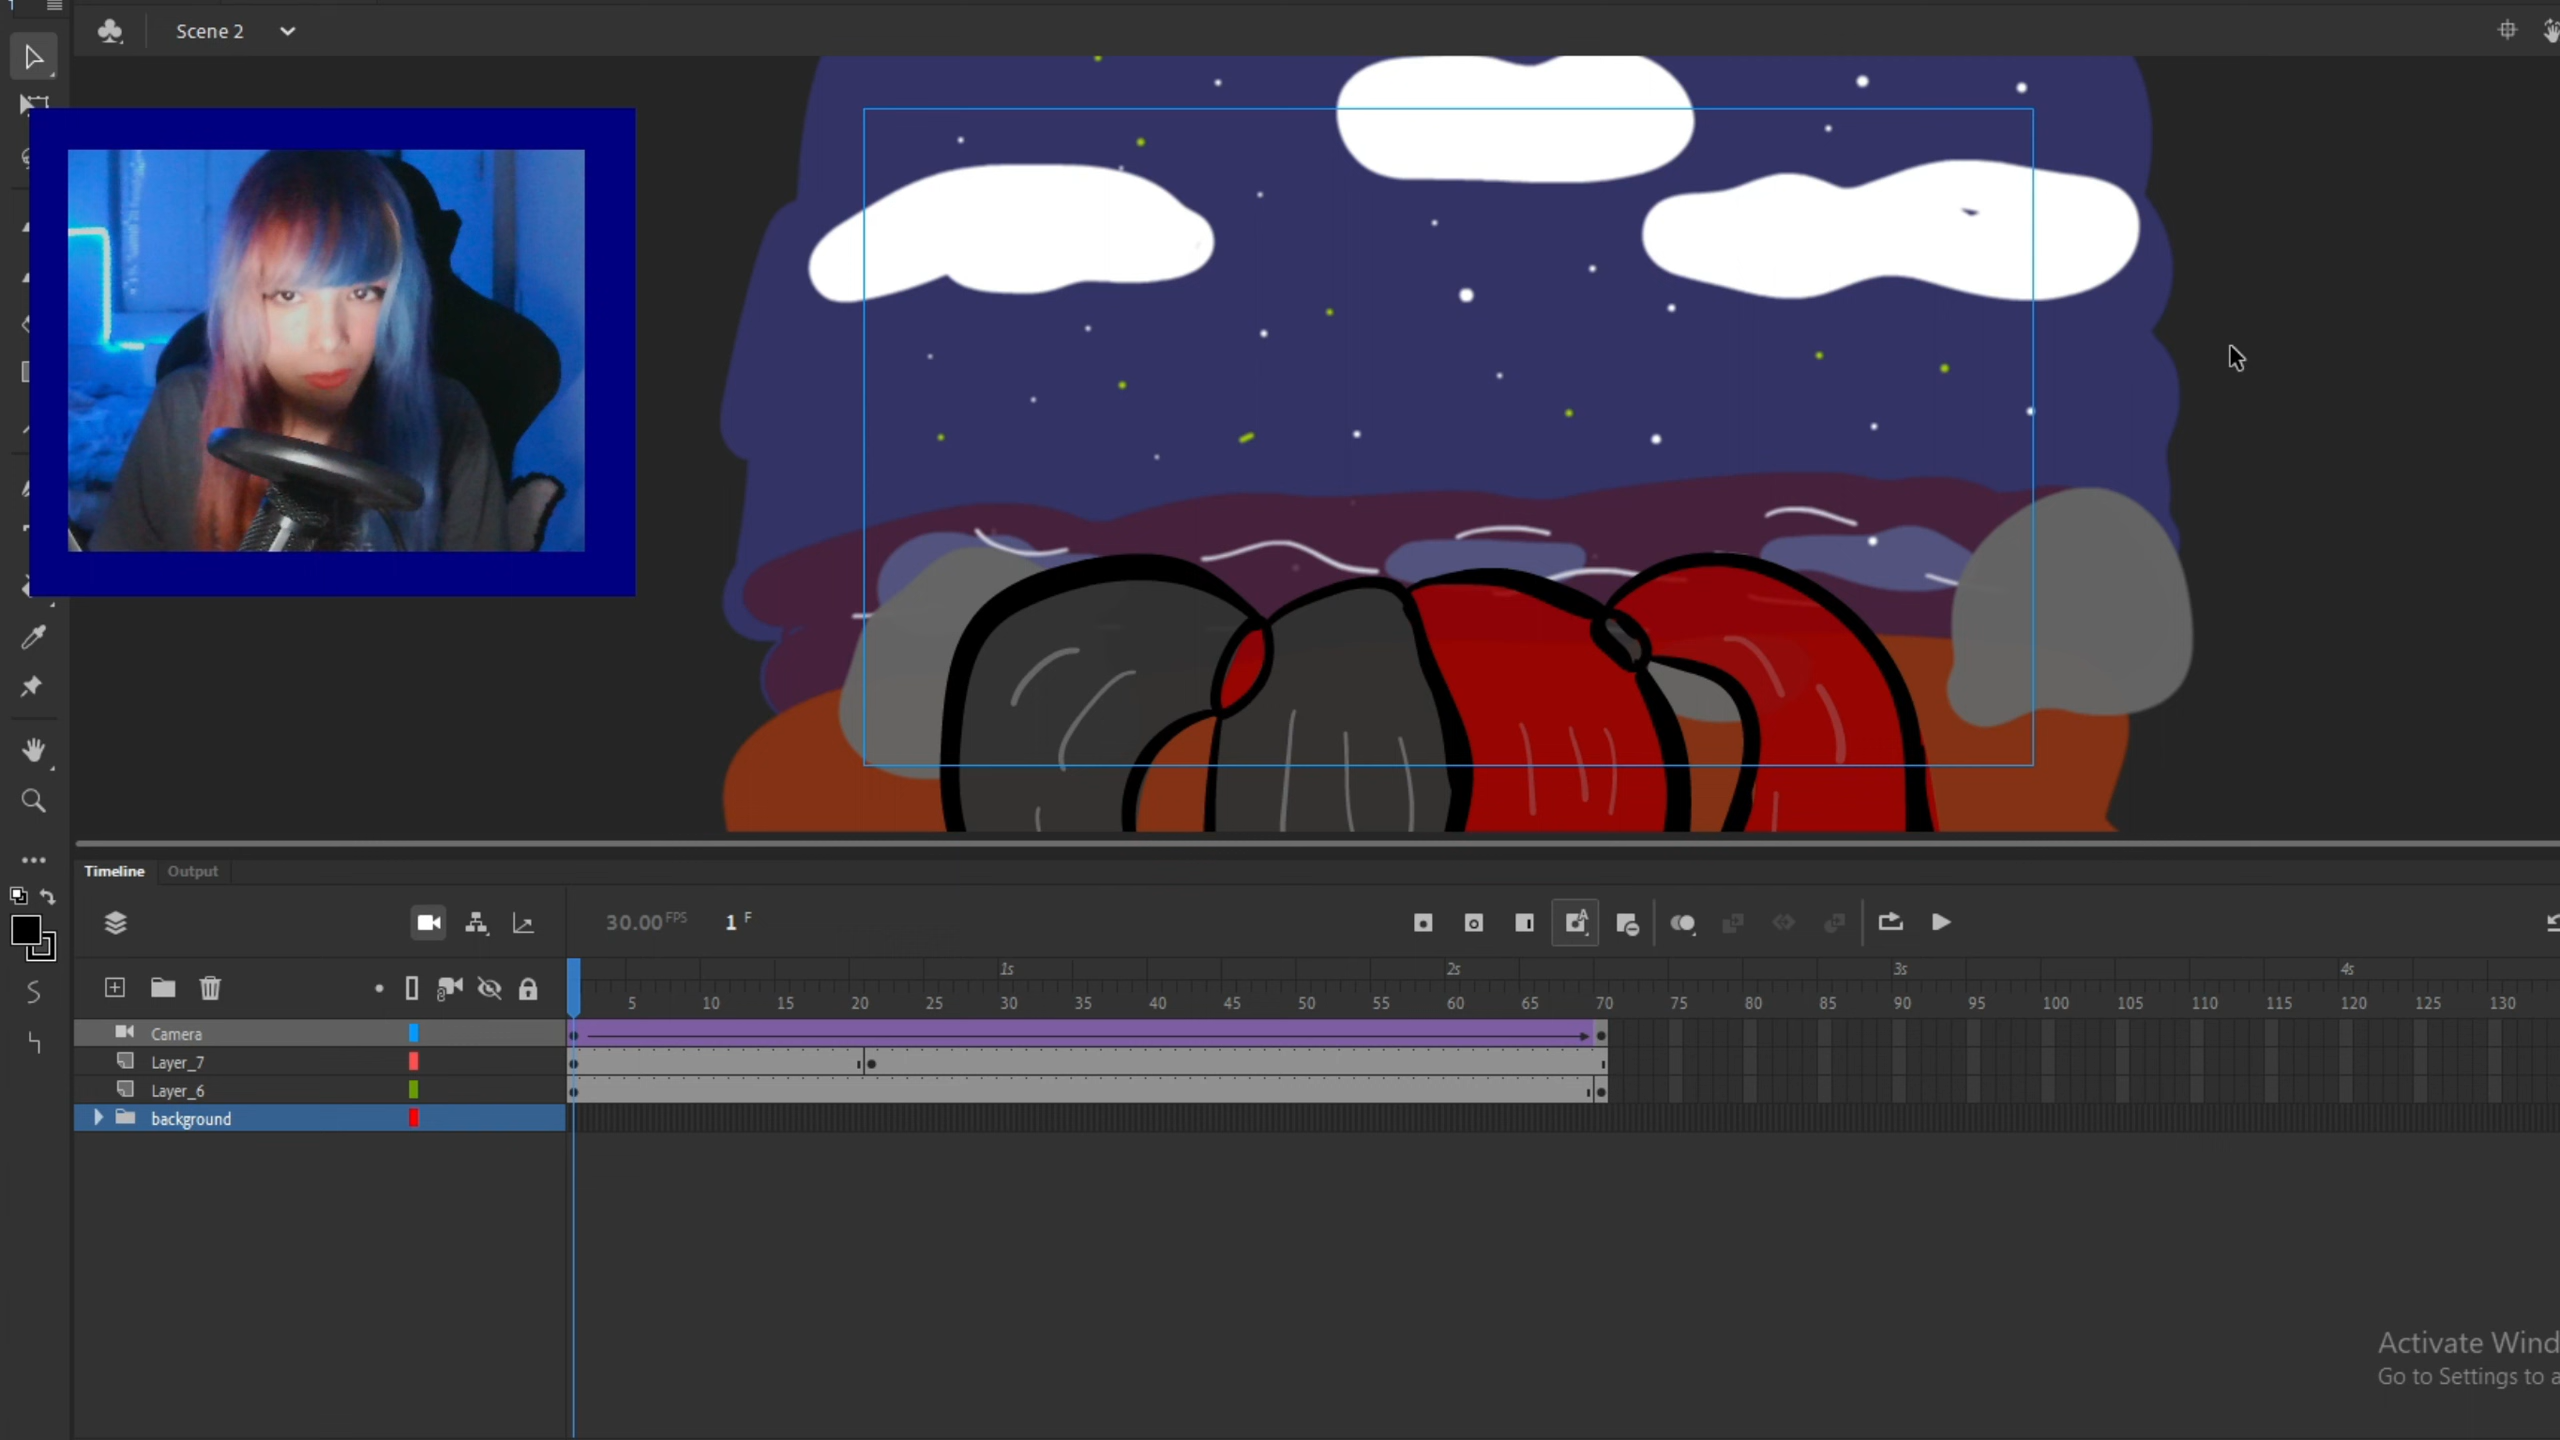 Scene 2
Timeline
Output
30.00 FPS
1 F
1s
2s
3s
4s
5
10
15
20
25
30
35
40
45
50
55
60
65
70
75
80
85
90
95
100
105
110
115
120
125
130
Camera
Layer_7
Layer_6
background
Activate Wind
Go to Settings to a